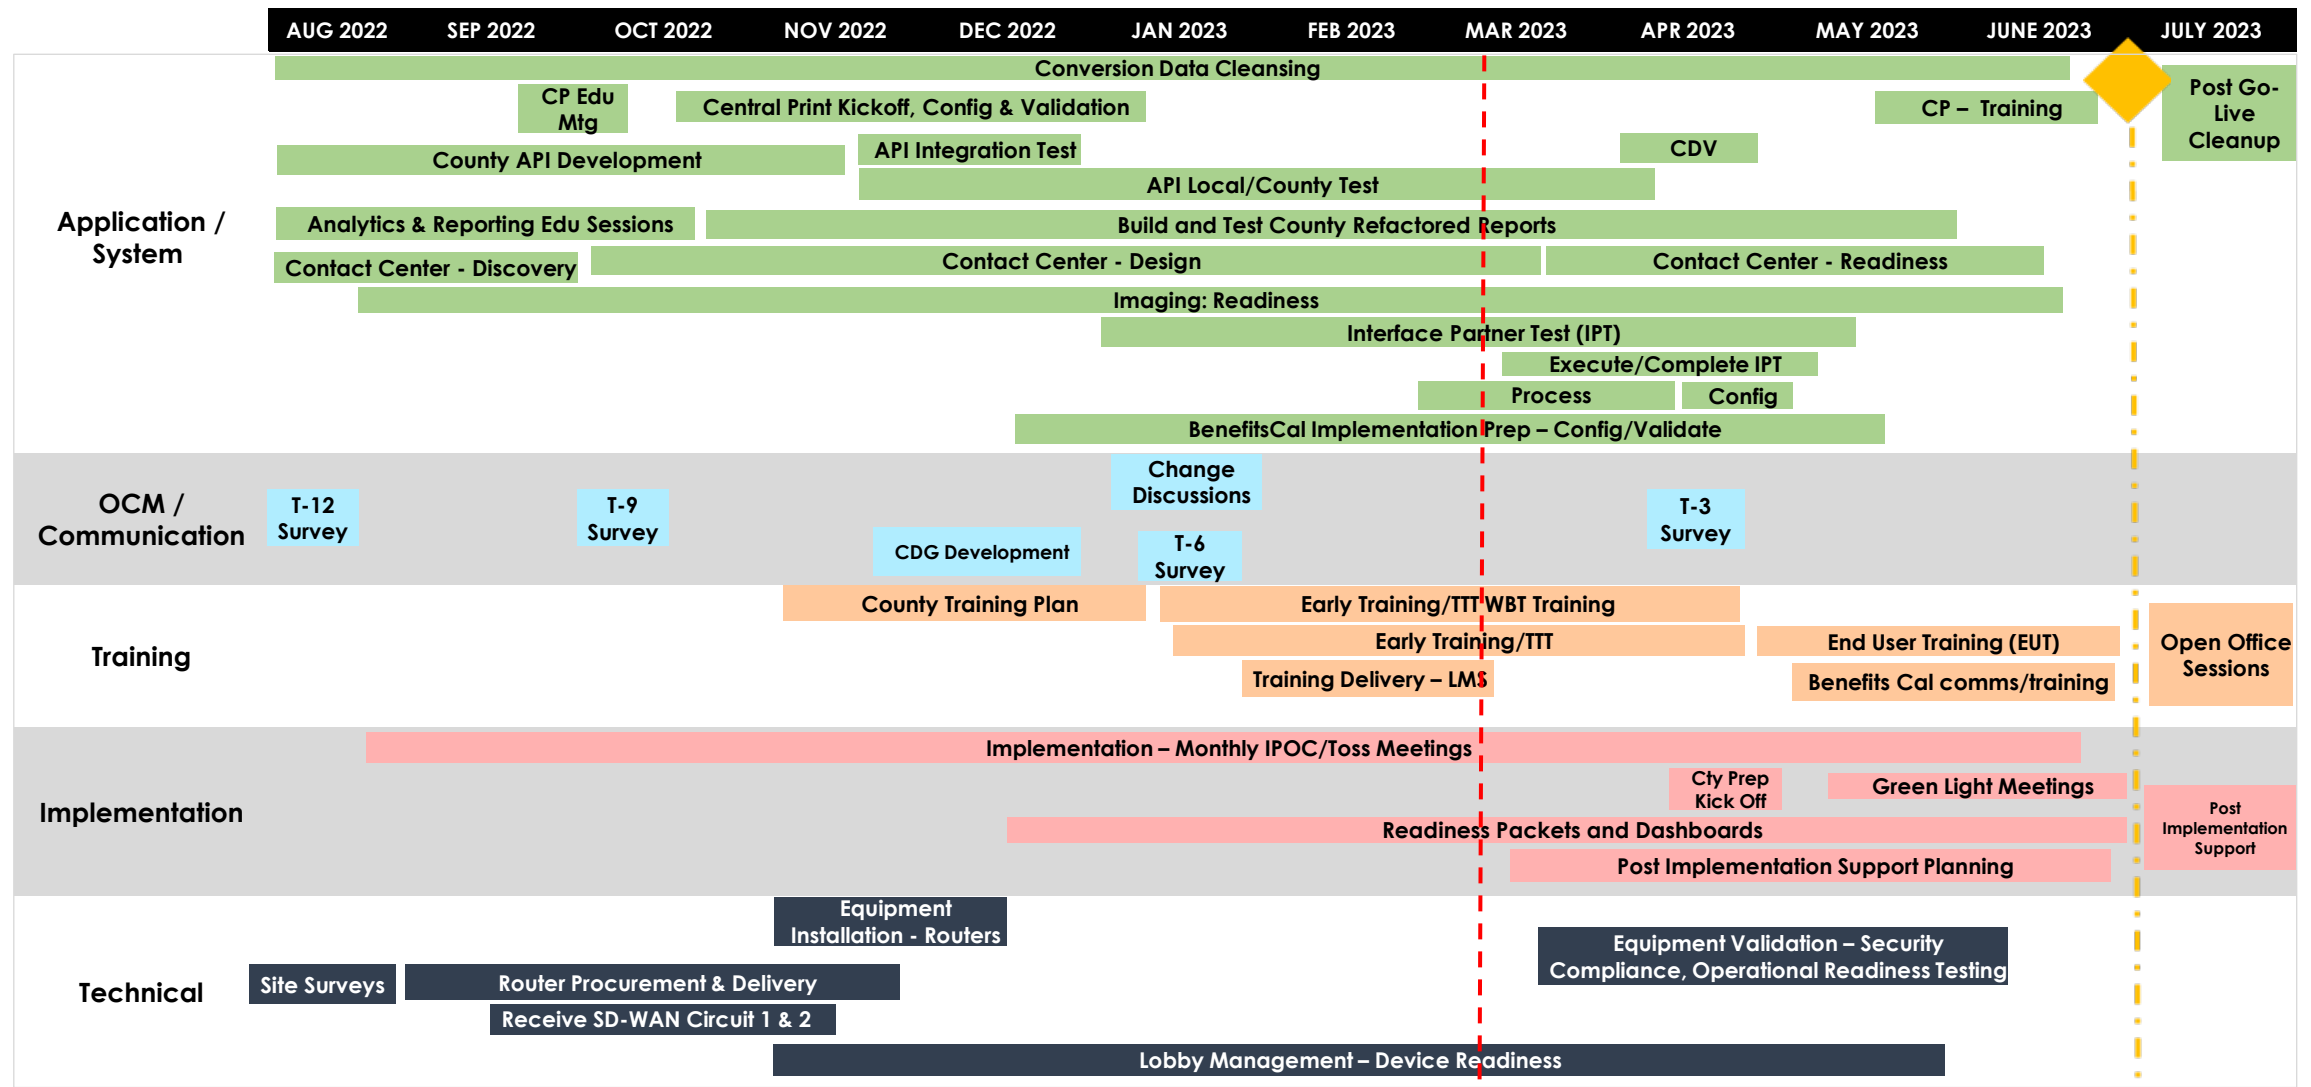 AUG 2022
SEP 2022
OCT 2022
NOV 2022
DEC 2022
JAN 2023
FEB 2023
MAR 2023
APR 2023
MAY 2023
JUNE 2023
JULY 2023
Application /
System
Conversion Data Cleansing
CP Edu
Mtg
Central Print Kickoff, Config & Validation
CP – Training
Post Go-
Live
Cleanup
County API Development
API Integration Test
CDV
API Local/County Test
Analytics & Reporting Edu Sessions
Build and Test County Refactored Reports
Contact Center - Discovery
Contact Center - Design
Contact Center - Readiness
Imaging: Readiness
Interface Partner Test (IPT)
Execute/Complete IPT
Process
Config
BenefitsCal Implementation Prep – Config/Validate
OCM /
Communication
T-12
Survey
T-9
Survey
CDG Development
Change
Discussions
T-6
Survey
T-3
Survey
Training
County Training Plan
Early Training/TTT WBT Training
Early Training/TTT
End User Training (EUT)
Training Delivery – LMS
Benefits Cal comms/training
Open Office
Sessions
Implementation
Implementation – Monthly IPOC/Toss Meetings
Cty Prep
Kick Off
Green Light Meetings
Readiness Packets and Dashboards
Post Implementation Support Planning
Post
Implementation
Support
Technical
Equipment
Installation - Routers
Equipment Validation – Security
Compliance, Operational Readiness Testing
Site Surveys
Router Procurement & Delivery
Receive SD-WAN Circuit 1 & 2
Lobby Management – Device Readiness